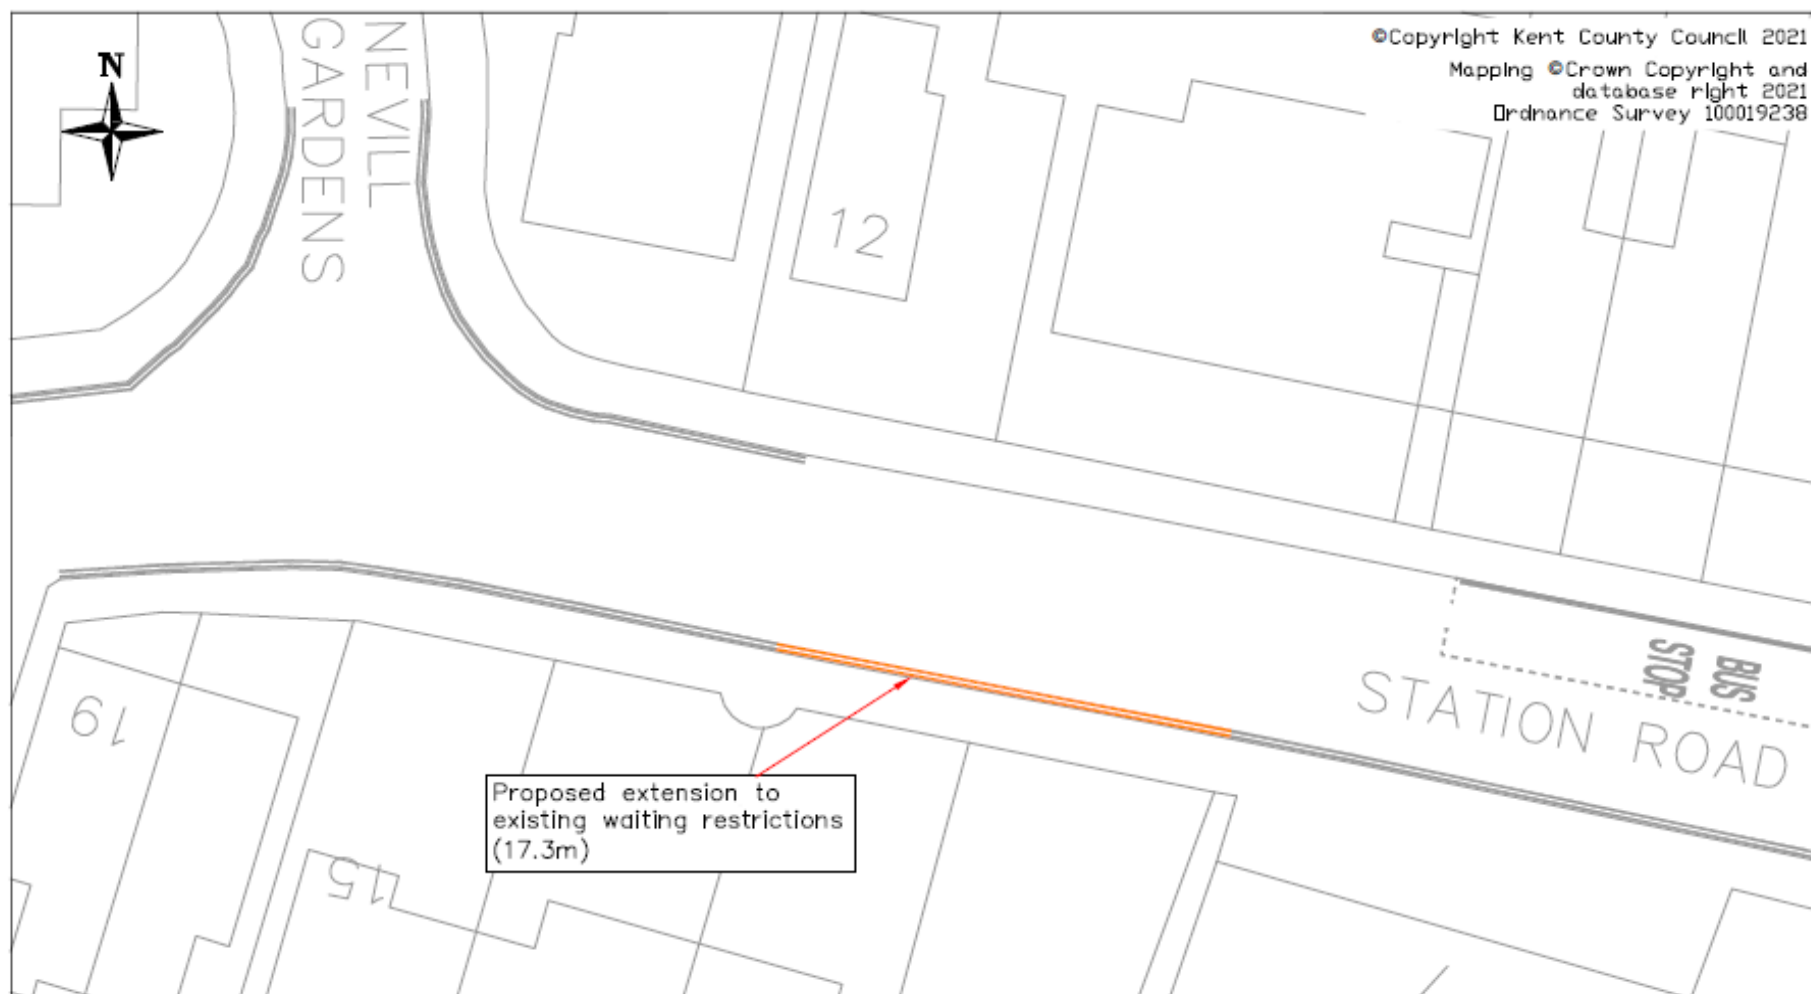 ©Copyright Kent County Council 2021
Mapping ©Crown Copyright and
database right 2021
Ordnance Survey 100019238
N
NEVILL
GARDENS
12
BUS
STOP
STATION ROAD
19
Proposed extension to
existing waiting restrictions
(17.3m)
15